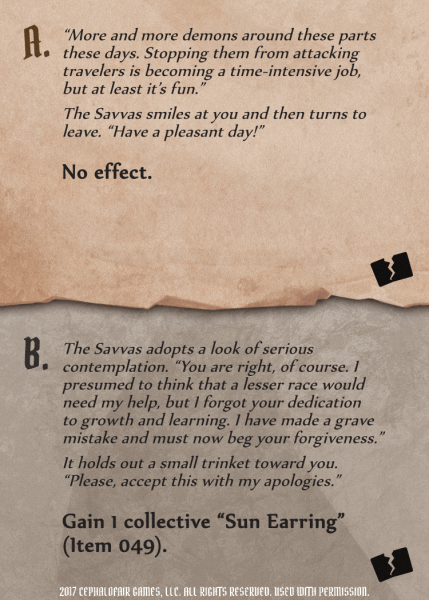 A.
“More and more demons around these parts
these days. Stopping them from attacking
travelers is becoming a time-intensive job,
but at least it’s fun.”
The Savvas smiles at you and then turns to
leave. “Have a pleasant day!”
No effect.
B.
The Savvas adopts a look of serious
contemplation. “You are right, of course. I
presumed to think that a lesser race would
need my help, but I forgot your dedication
to growth and learning. I have made a grave
mistake and must now beg your forgiveness.”
It holds out a small trinket toward you.
“Please, accept this with my apologies.”
Gain 1 collective “Sun Earring”
(Item 049).
2017 CEPHALOFAIR GAMES, LLC. ALL RIGHTS RESERVED. USED WITH PERMISSION.